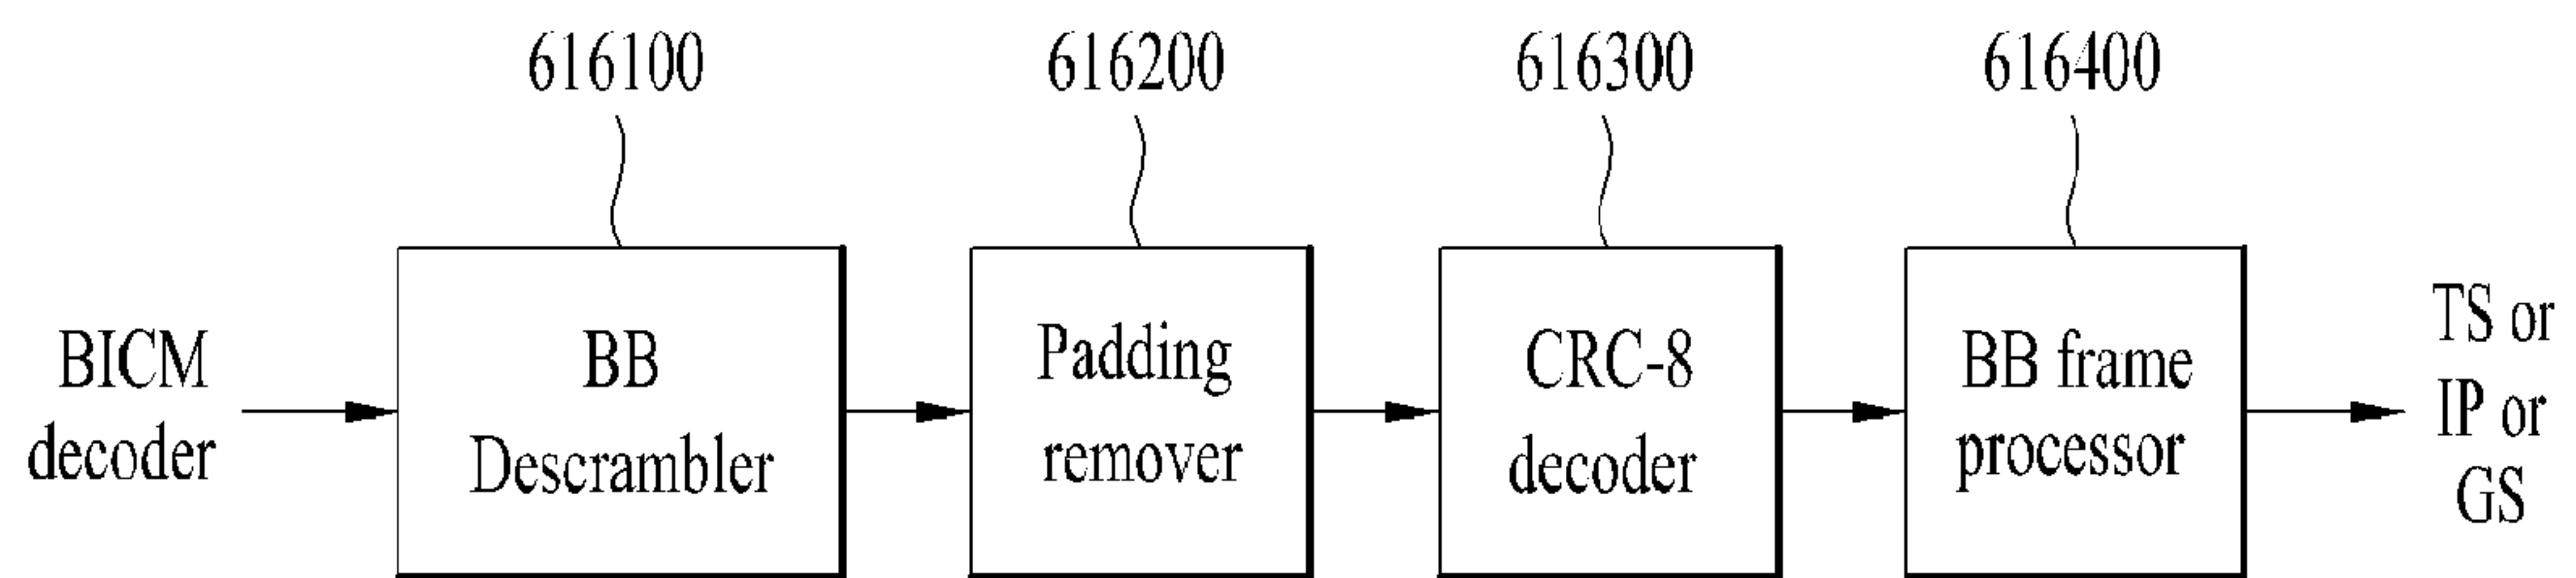 616100
616200
616300
616400
BICM
decoder
BB
Descrambler
Padding
remover
CRC-8
decoder
BB frame
processor
TS or
IP or
GS